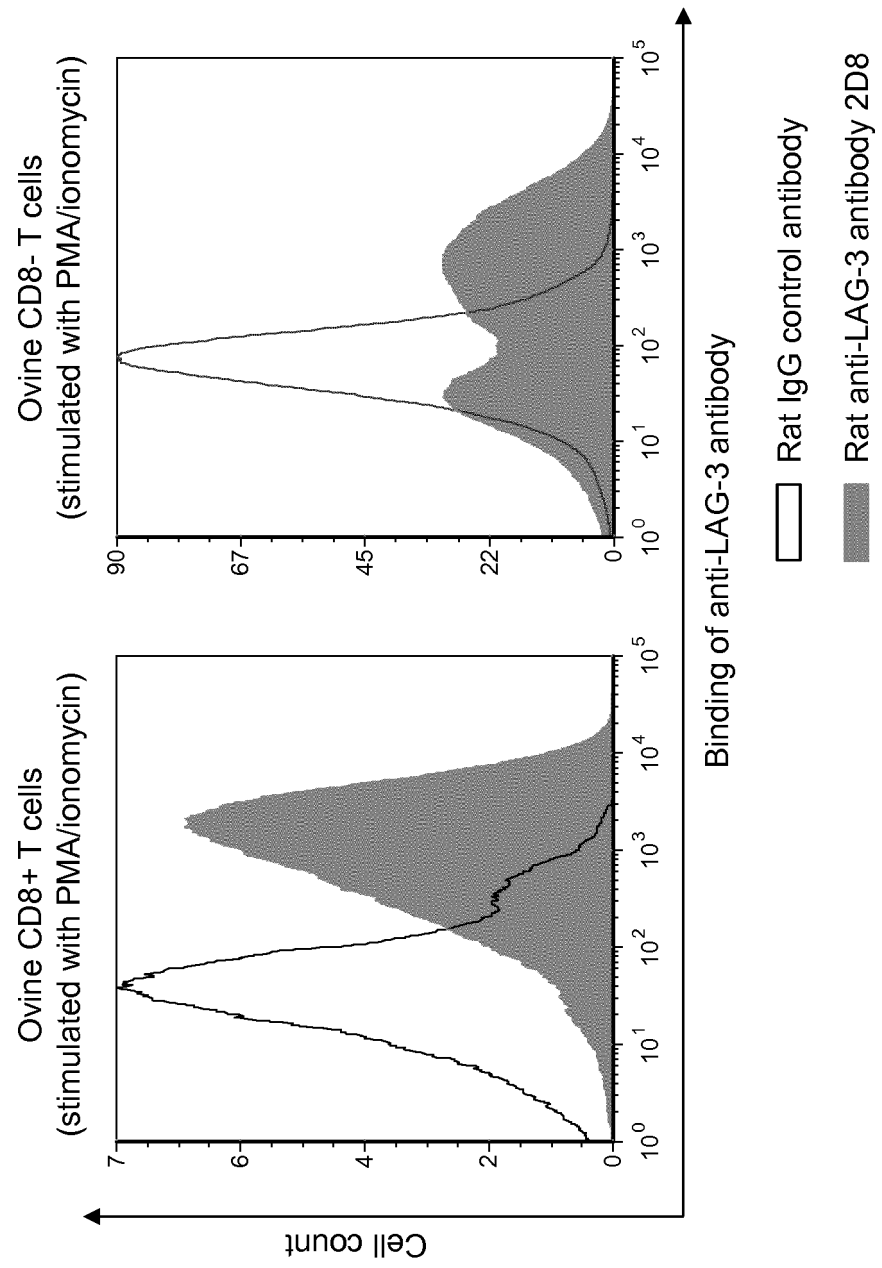 Ovine CD8+ T cells
(stimulated with PMA/ionomycin)
Ovine CD8- T cells
(stimulated with PMA/ionomycin)
Cell count
7
6
4
2
0
10^0
10^1
10^2
10^3
10^4
10^5
90
67
45
22
0
10^0
10^1
10^2
10^3
10^4
10^5
Binding of anti-LAG-3 antibody
Rat IgG control antibody
Rat anti-LAG-3 antibody 2D8